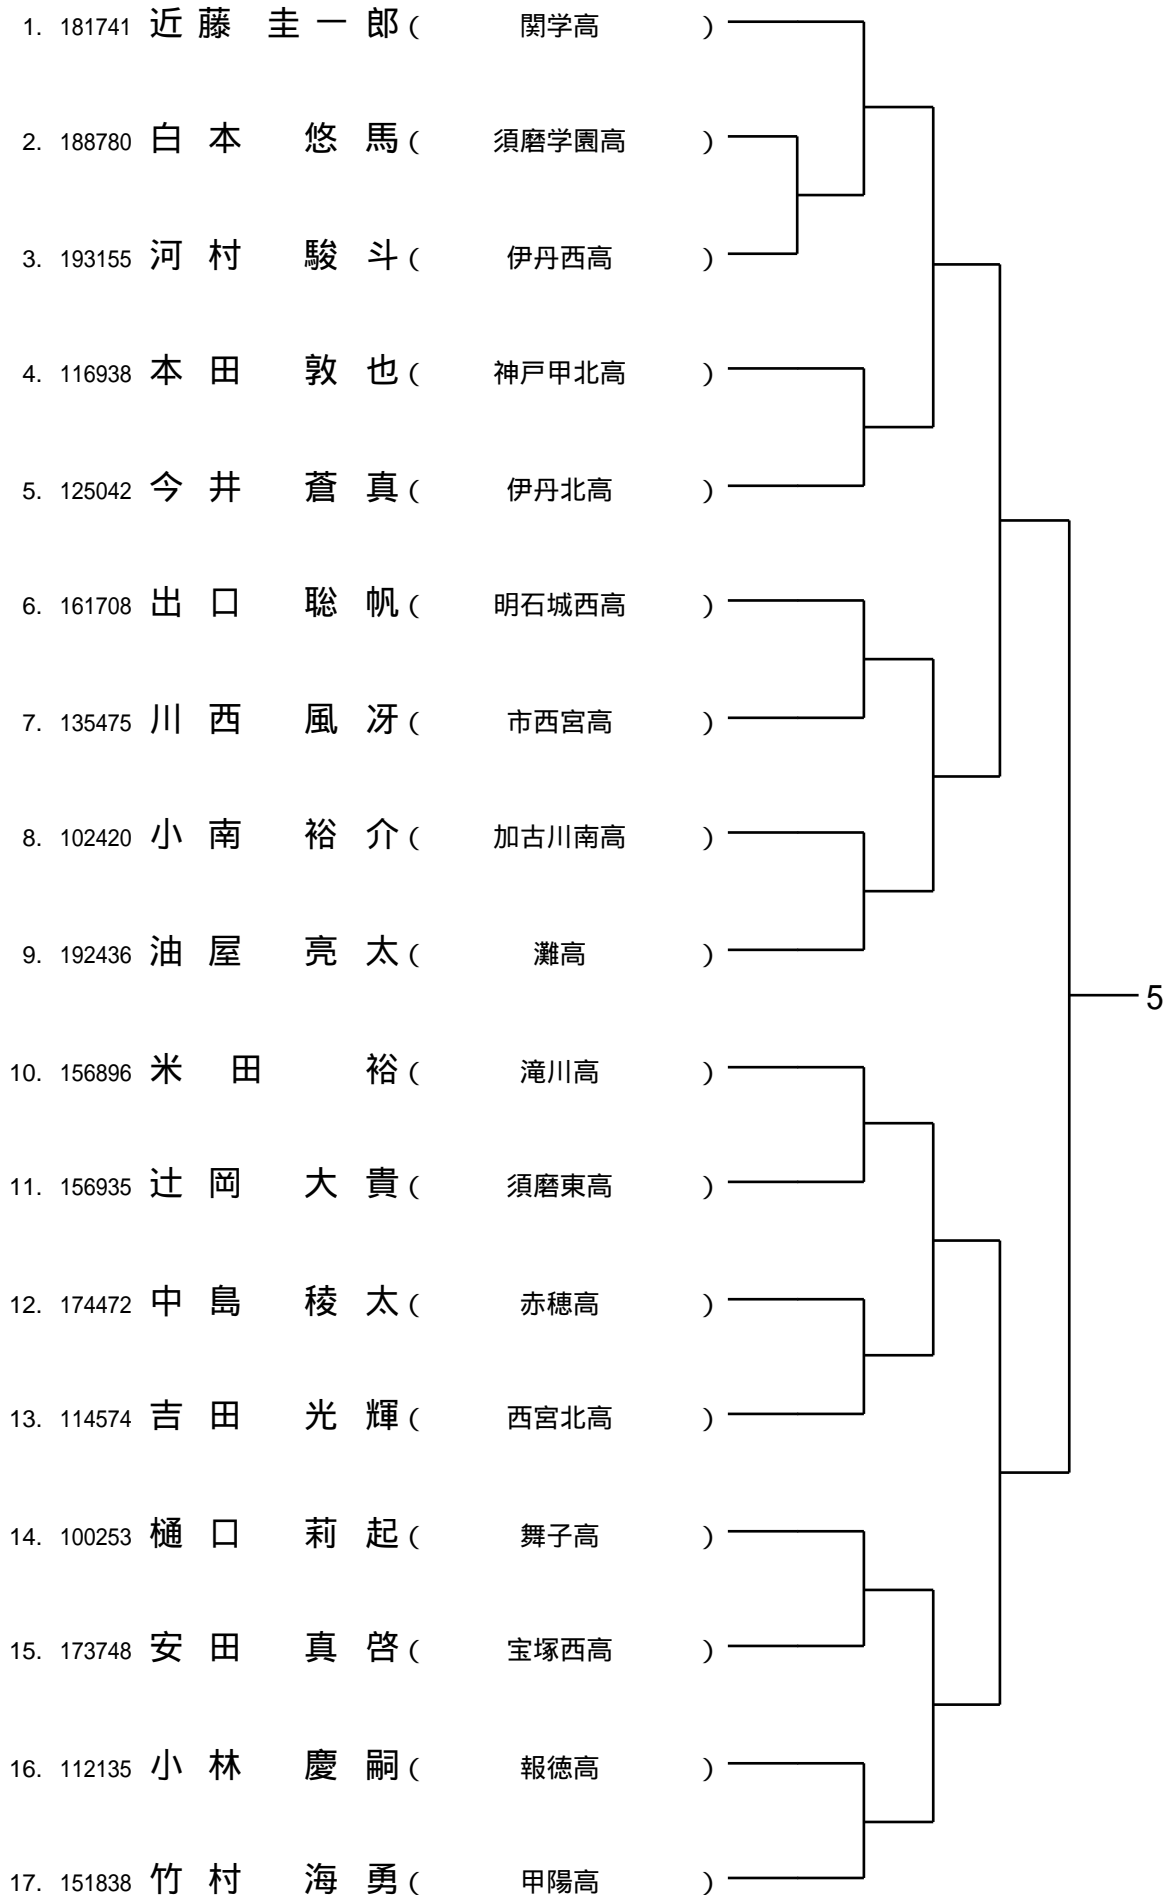 1. 181741 近藤 圭一郎 ( 関学高 )
2. 188780 白本 悠馬 ( 須磨学園高 )
3. 193155 河村 駿斗 ( 伊丹西高 )
4. 116938 本田 敦也 ( 神戸甲北高 )
5. 125042 今井 蒼真 ( 伊丹北高 )
6. 161708 出口 聡帆 ( 明石城西高 )
7. 135475 川西 風冴 ( 市西宮高 )
8. 102420 小南 裕介 ( 加古川南高 )
9. 192436 油屋 亮太 ( 灘高 )
5
10. 156896 米田 裕 ( 滝川高 )
11. 156935 辻岡 大貴 ( 須磨東高 )
12. 174472 中島 稜太 ( 赤穂高 )
13. 114574 吉田 光輝 ( 西宮北高 )
14. 100253 樋口 莉起 ( 舞子高 )
15. 173748 安田 真啓 ( 宝塚西高 )
16. 112135 小林 慶嗣 ( 報徳高 )
17. 151838 竹村 海勇 ( 甲陽高 )